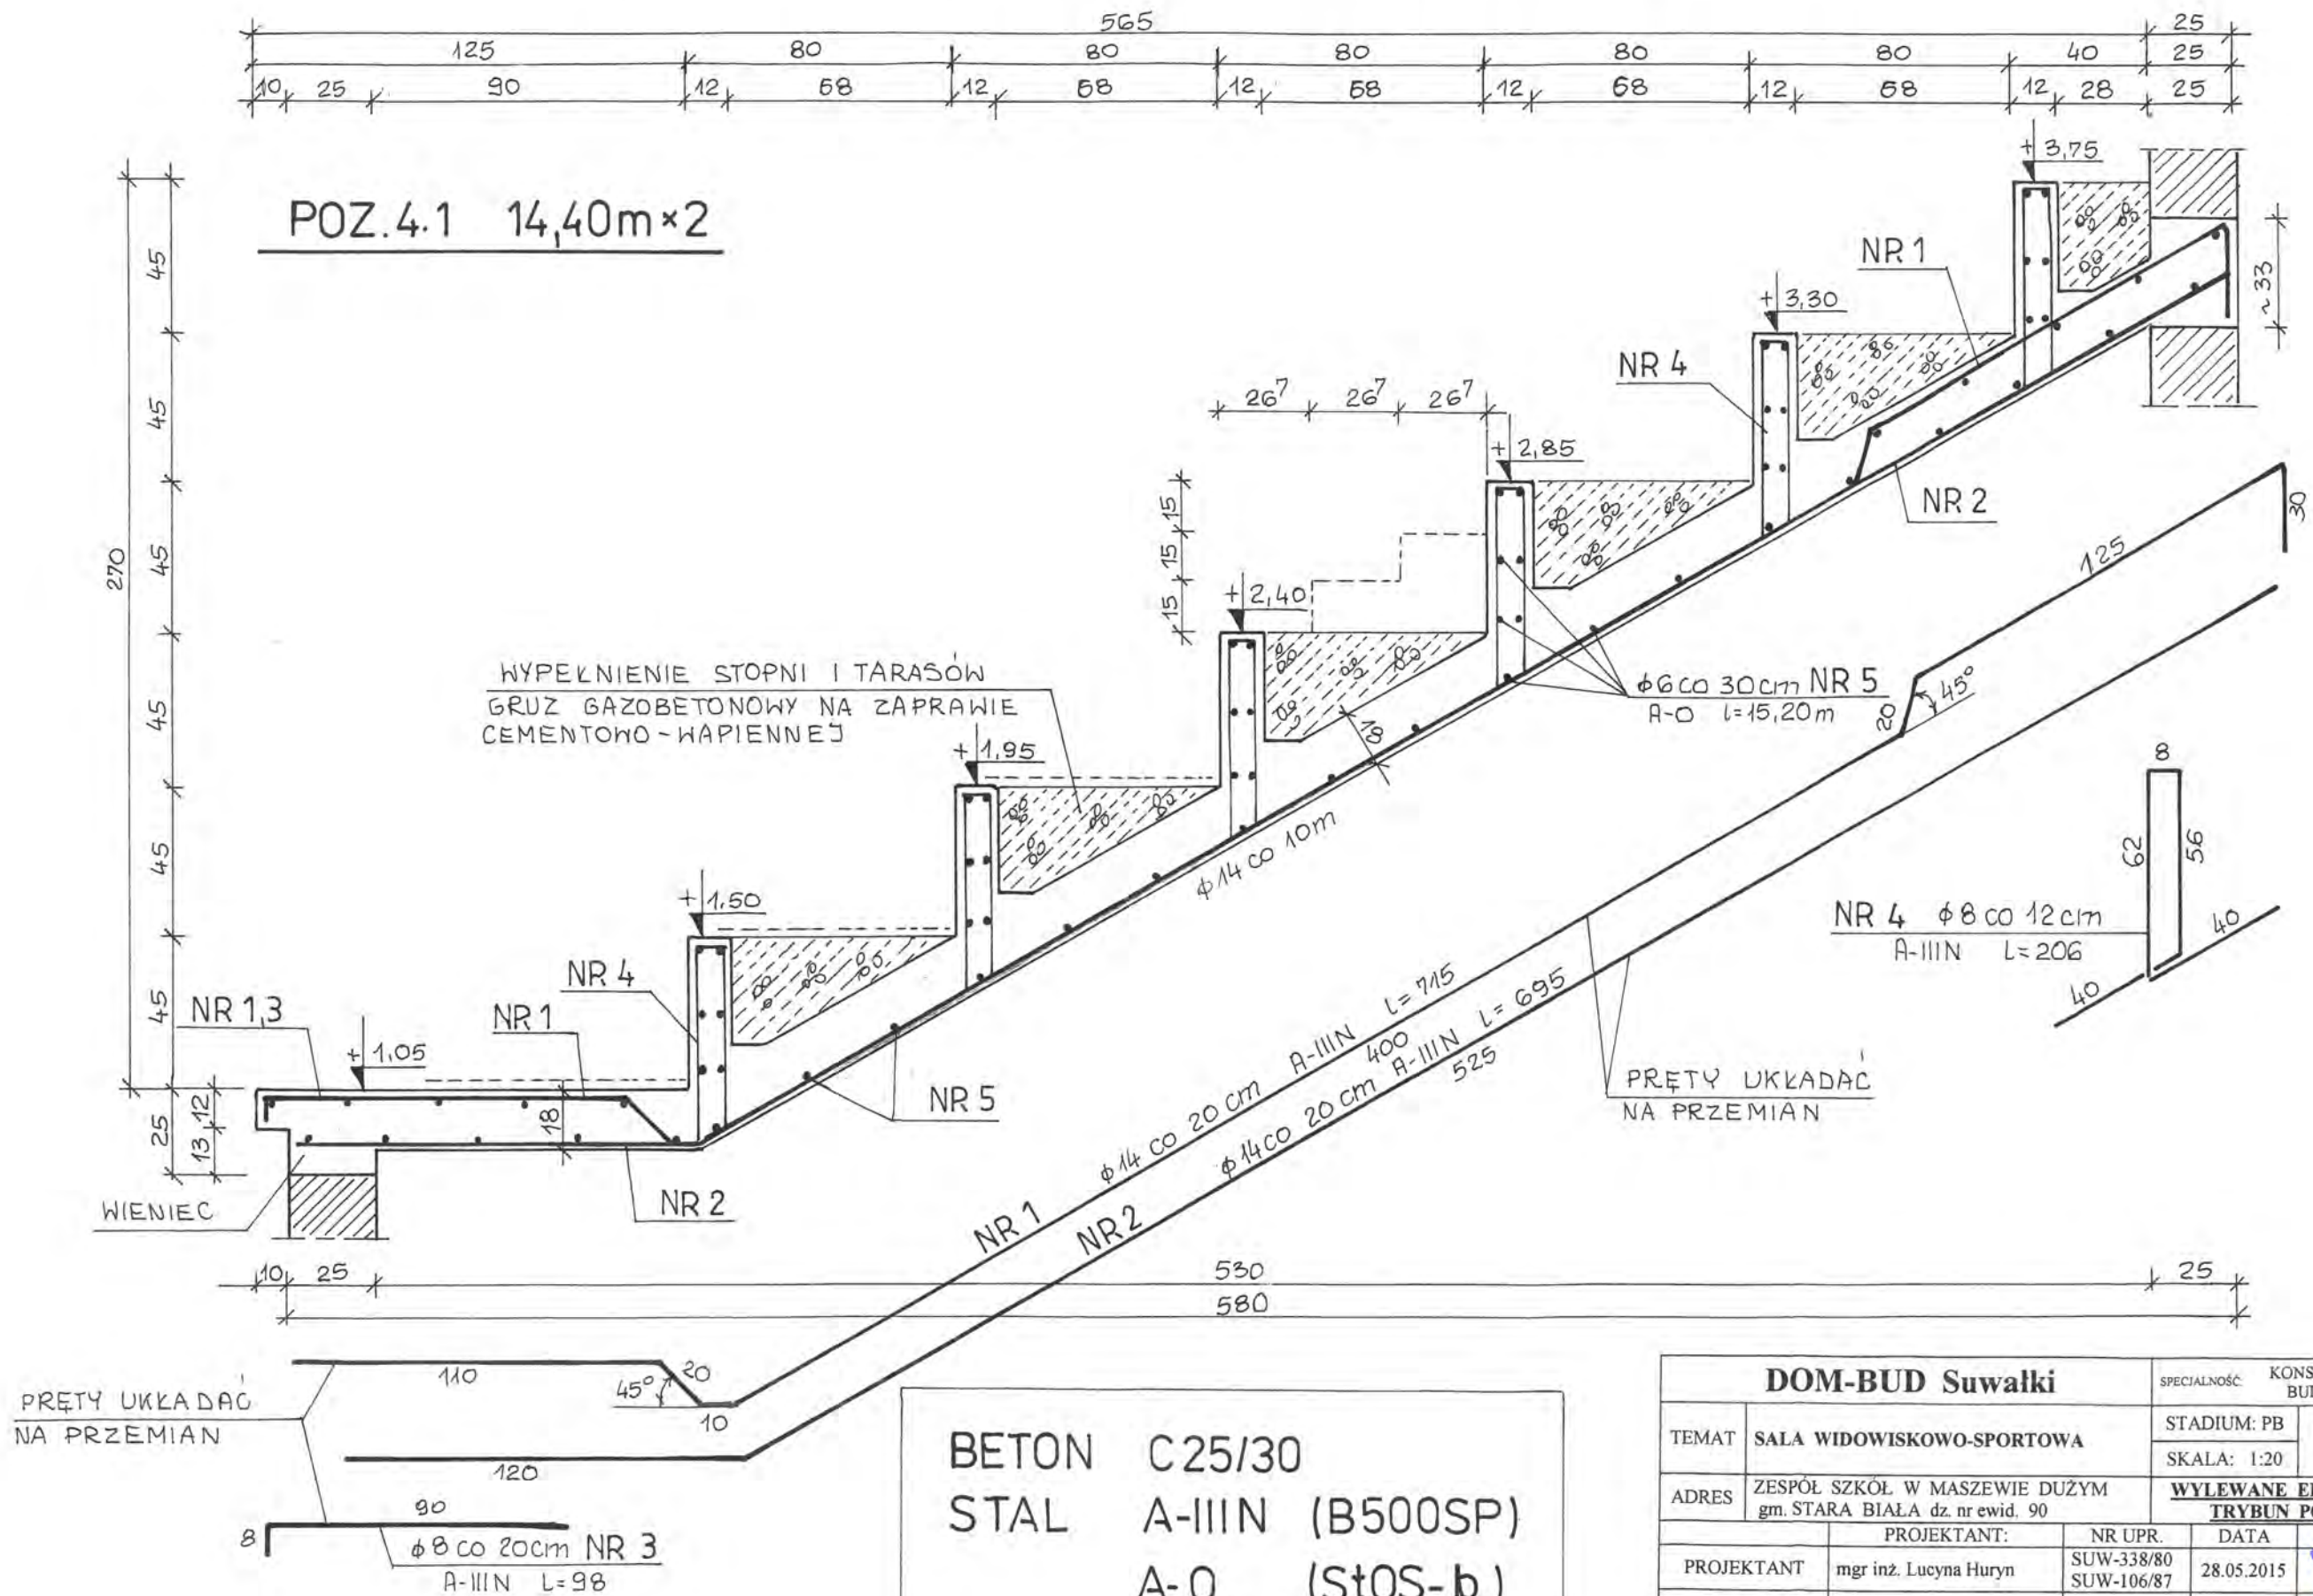 565
25
125
80
80
80
80
80
40
25
10
25
90
12
68
12
68
12
68
12
68
12
68
12
28
25
POZ.4.1 14,40m×2
+3,75
NR 1
~33
+3,30
NR 4
26⁷
26⁷
26⁷
+2,85
NR 2
15
15
15
+2,40
270
45
45
45
45
45
45
WYPEŁNIENIE STOPNI I TARASÓW
GRUZ GAZOBETONOWY NA ZAPRAWIE
CEMENTOWO-WAPIENNEJ
+1,95
18
ϕ6 co 30cm NR 5
A-O l=15,20m
ϕ14 co 10m
125
30
20
45°
8
62
56
NR 4 ϕ8 co 12cm
A-IIIN L=206
40
40
+1,50
NR 4
NR 1,3
NR 1
+1,05
25
12
13
18
NR 5
WIENIEC
NR 2
NR 1
ϕ14 co 20 cm A-IIIN l=715
400
NR 2
ϕ14 co 20 cm A-IIIN L=695
525
PRĘTY UKŁADAĆ
NA PRZEMIAN
10
25
530
25
580
PRĘTY UKŁADAĆ
NA PRZEMIAN
110
45°
20
10
120
90
8
ϕ8 co 20cm NR 3
A-IIIN L=98
BETON C25/30
STAL A-IIIN (B500SP)
A-O (StOS-b)
DOM-BUD Suwałki
SPECJALNOŚĆ:
TEMAT SALA WIDOWISKOWO-SPORTOWA
STADIUM: PB
SKALA: 1:20
ADRES ZESPÓŁ SZKÓŁ W MASZEWIE DUŻYM
gm. STARA BIAŁA dz. nr ewid. 90
WYLEWANE
TRYBUN
PROJEKTANT: NR UPR. DATA
PROJEKTANT mgr inż. Lucyna Huryn SUW-338/80
SUW-106/87 28.05.2015